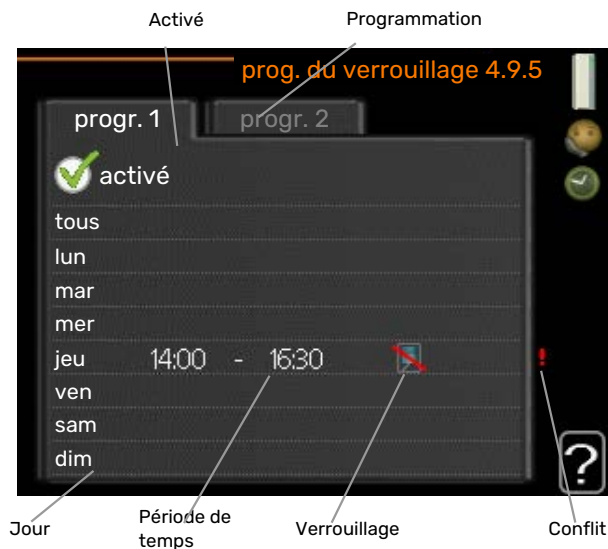 Activé
Programmation
prog. du verrouillage 4.9.5
progr. 1
progr. 2
activé
tous
lun
mar
mer
jeu 14:00 - 16:30 !
ven
sam
dim
?
Jour
Période de
temps
Verrouillage
Conflit